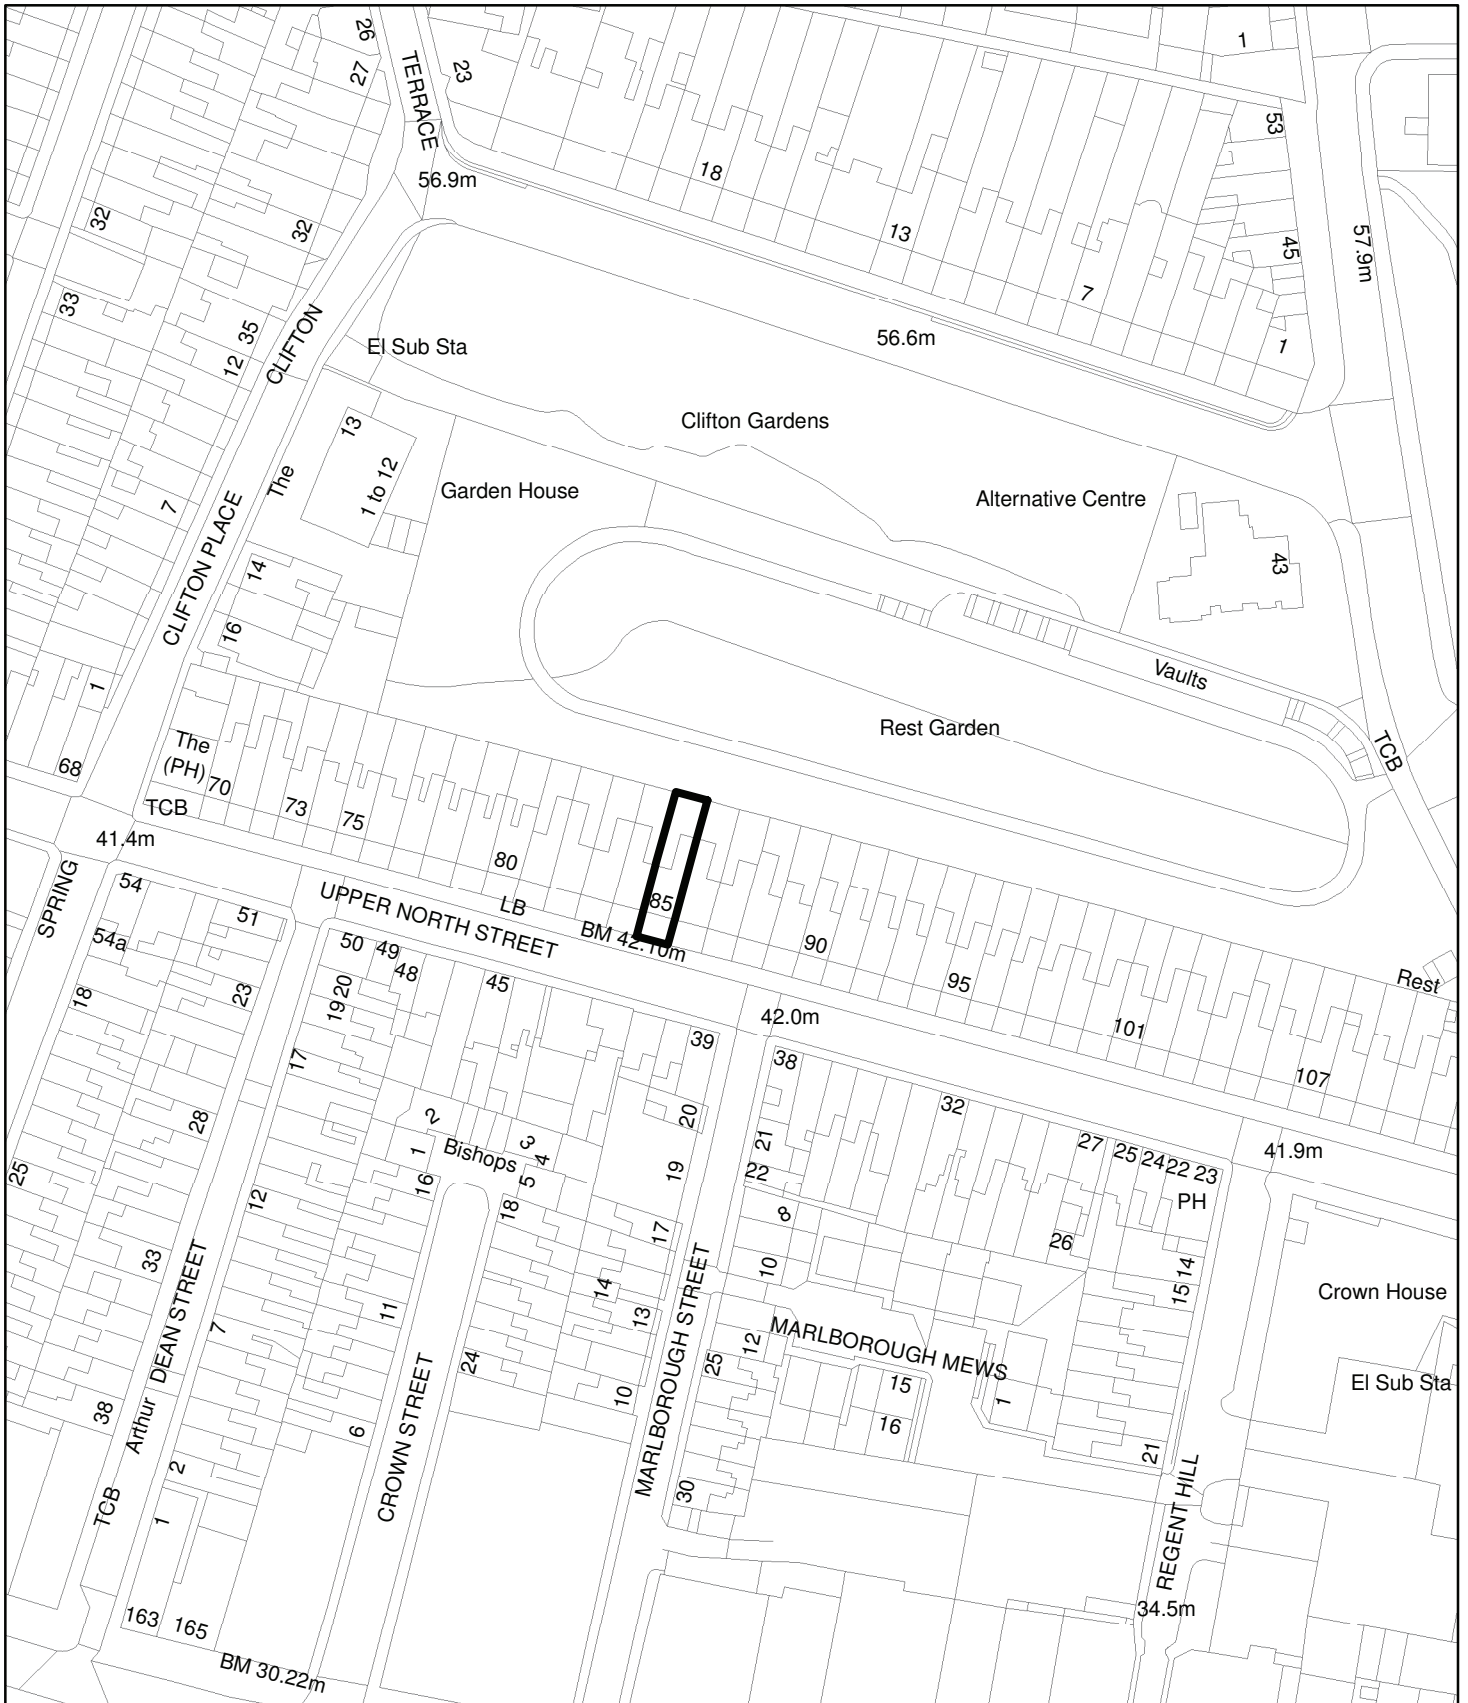 26
27
TERRACE
23
1
53
18
56.9m
32
32
13
45
57.9m
33
35
12
CLIFTON
7
1
56.6m
El Sub Sta
Clifton Gardens
13
The
1 to 12
Garden House
Alternative Centre
7
CLIFTON PLACE
14
43
16
Vaults
1
Rest Garden
The
(PH)
70
68
TCB
TCB
73
75
41.4m
80
85
LB
SPRING
54
51
UPPER NORTH STREET
BM 42.10m
90
54a
50
49
48
45
95
Rest
18
23
20
19
42.0m
39
101
17
38
107
28
2
20
32
1
Bishops
3
4
21
27
25
24
22
23
41.9m
25
16
5
19
22
PH
12
18
8
17
26
33
10
14
DEAN STREET
14
15
Crown House
11
13
7
MARLBOROUGH STREET
MARLBOROUGH MEWS
12
24
25
15
1
El Sub Sta
38
Arthur
CROWN STREET
10
16
6
21
2
30
TCB
1
REGENT HILL
163
165
34.5m
BM 30.22m